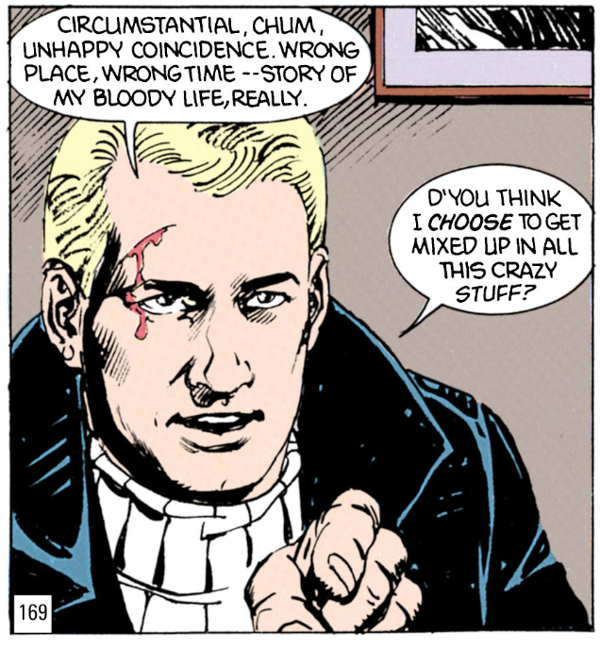 CIRCUMSTANTIAL, CHUM,
UNHAPPY COINCIDENCE. WRONG
PLACE, WRONG TIME -- STORY OF
MY BLOODY LIFE, REALLY.
D'YOU THINK
I CHOOSE TO GET
MIXED UP IN ALL
THIS CRAZY
STUFF?
169